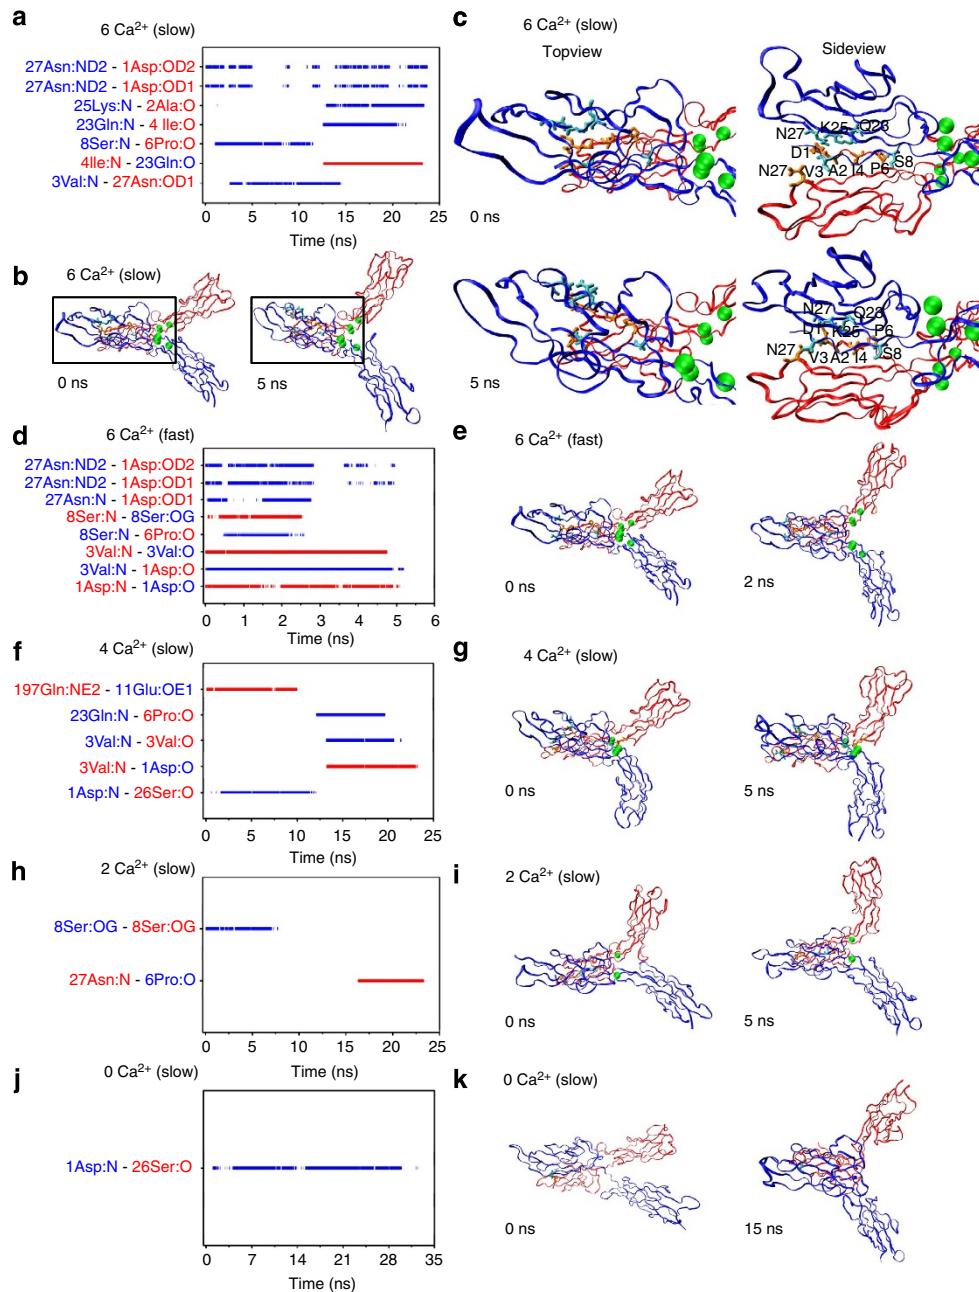 a
6 Ca²⁺ (slow)
27Asn:ND2 - 1Asp:OD2
27Asn:ND2 - 1Asp:OD1
25Lys:N - 2Ala:O
23Gln:N - 4 Ile:O
8Ser:N - 6Pro:O
4Ile:N - 23Gln:O
3Val:N - 27Asn:OD1
0 5 10 15 20 25
Time (ns)
b
6 Ca²⁺ (slow)
0 ns
5 ns
c
6 Ca²⁺ (slow)
Topview
Sideview
N27 K25 Q23
D1
N27 V3 A2 I4 P6 S8
0 ns
N27 Q23
D1 K25 P6
N27 V3 A2 I4 S8
5 ns
d
6 Ca²⁺ (fast)
27Asn:ND2 - 1Asp:OD2
27Asn:ND2 - 1Asp:OD1
27Asn:N - 1Asp:OD1
8Ser:N - 8Ser:OG
8Ser:N - 6Pro:O
3Val:N - 3Val:O
3Val:N - 1Asp:O
1Asp:N - 1Asp:O
0 1 2 3 4 5 6
Time (ns)
e
6 Ca²⁺ (fast)
0 ns
2 ns
f
4 Ca²⁺ (slow)
197Gln:NE2 - 11Glu:OE1
23Gln:N - 6Pro:O
3Val:N - 3Val:O
3Val:N - 1Asp:O
1Asp:N - 26Ser:O
0 5 10 15 20 25
Time (ns)
g
4 Ca²⁺ (slow)
0 ns
5 ns
h
2 Ca²⁺ (slow)
8Ser:OG - 8Ser:OG
27Asn:N - 6Pro:O
0 5 10 15 20 25
Time (ns)
i
2 Ca²⁺ (slow)
0 ns
5 ns
j
0 Ca²⁺ (slow)
1Asp:N - 26Ser:O
0 7 14 21 28 35
Time (ns)
k
0 Ca²⁺ (slow)
0 ns
15 ns